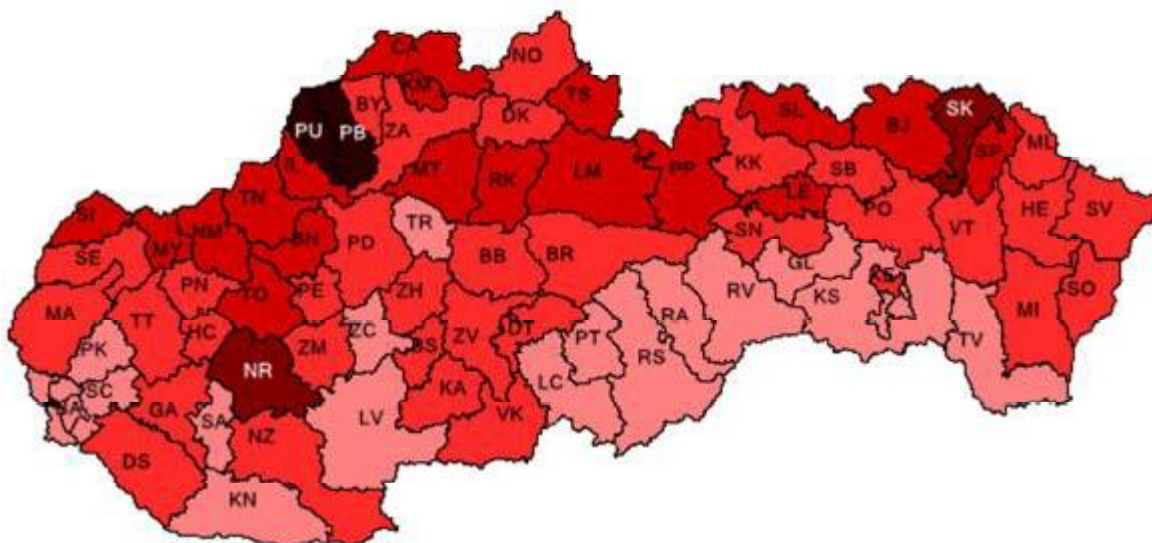 CA
NO
KM
TS
BY
PU
PB
ZA
DK
SK
SL
BJ
IL
MT
RK
LM
PP
KK
SB
SP
ML
TN
LE
SI
NM
MY
BN
PD
TR
PO
HE
SV
SN
VT
SE
BB
BR
GL
PN
TO
PE
ZH
RV
KS
SO
MA
TT
HC
ZM
ZC
BS
ZV
DT
RA
MI
PK
NR
PT
RS
TV
SC
KA
LC
GA
SA
LV
VK
NZ
DS
KN